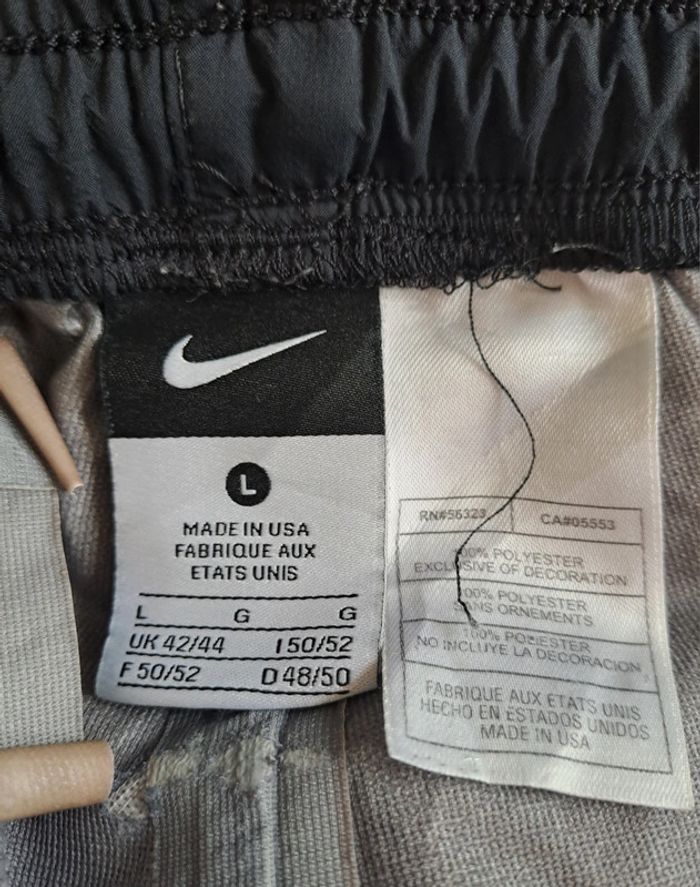 L
MADE IN USA
FABRIQUE AUX
ETATS UNIS
L G G
UK 42/44 I 50/52
F 50/52 D 48/50
RN#56323 CA#05553
100% POLYESTER
EXCLUSIVE OF DECORATION
100% POLYESTER
ORNEMENTS
100% POLIESTER
NO INCLUYE LA DECORACION
FABRIQUE AUX ETATS UNIS
HECHO EN ESTADOS UNIDOS
MADE IN USA